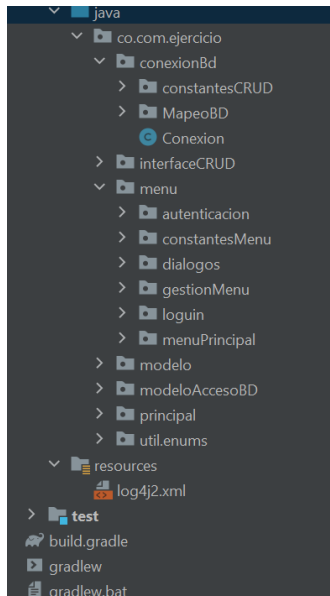 java
co.com.ejercicio
conexionBd
constantesCRUD
MapeoBD
C Conexion
interfaceCRUD
menu
autenticacion
constantesMenu
dialogos
gestionMenu
loguin
menuPrincipal
modelo
modeloAccesoBD
principal
util.enums
resources
log4j2.xml
test
build.gradle
gradlew
gradlew.bat